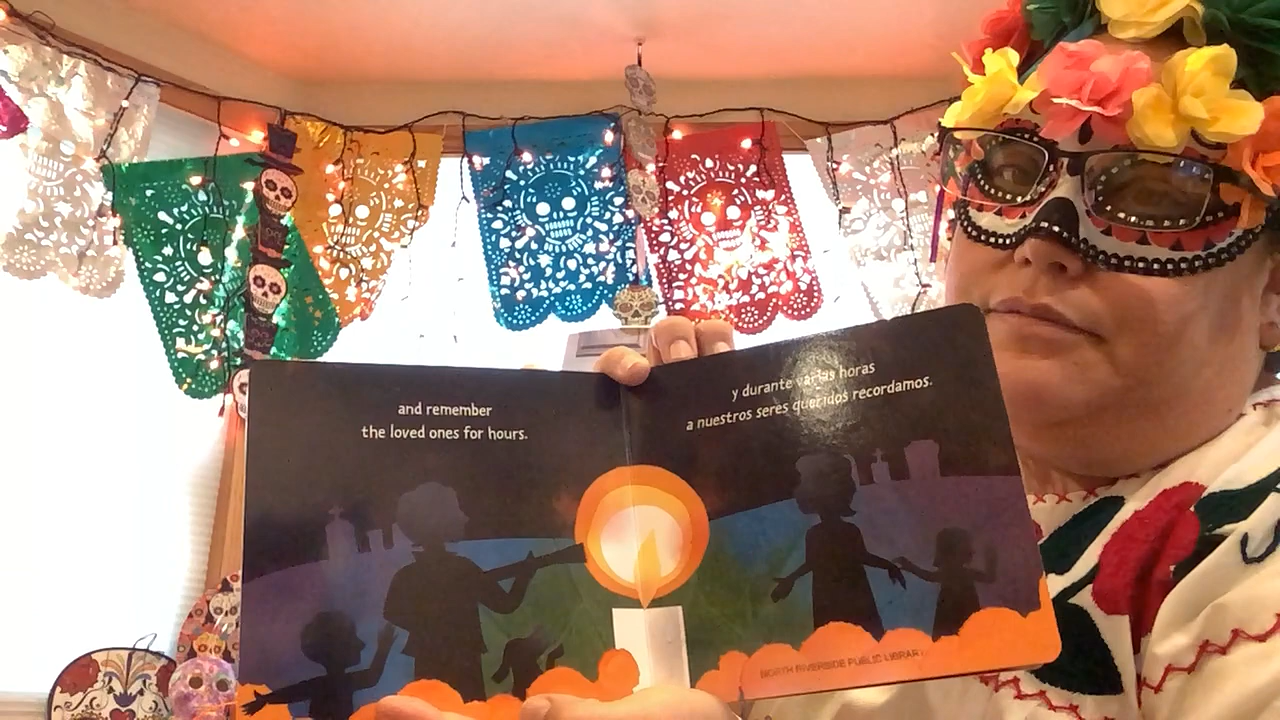 and remember
the loved ones for hours.
y durante varias horas
a nuestros seres queridos recordamos.
NORTH RIVERSIDE PUBLIC LIBRARY